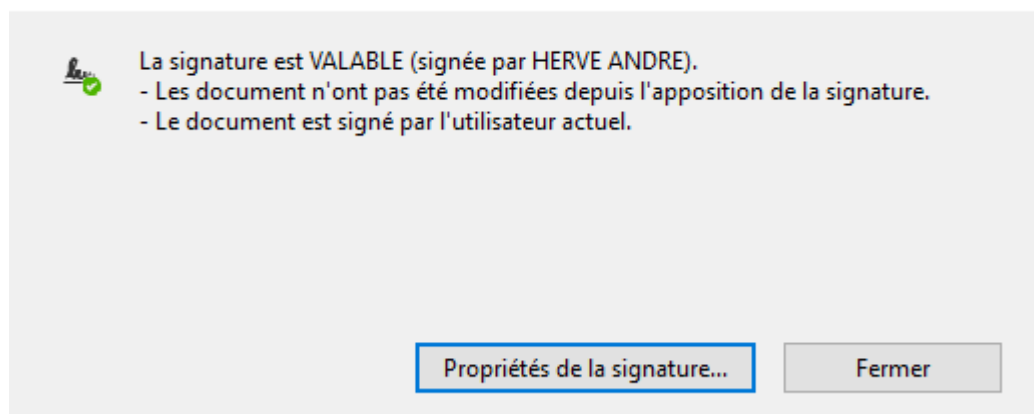 La signature est VALABLE (signée par HERVE ANDRE).
- Les document n'ont pas été modifiées depuis l'apposition de la signature.
- Le document est signé par l'utilisateur actuel.
Propriétés de la signature...
Fermer